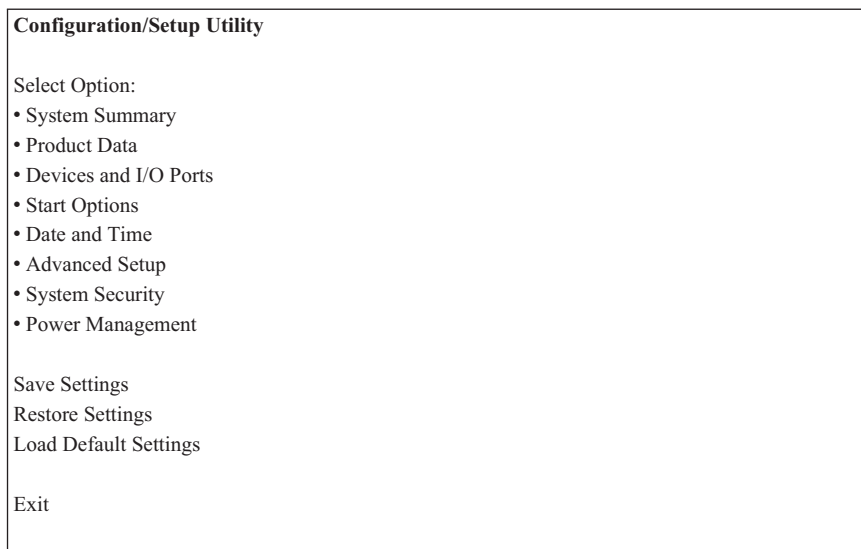 Configuration/Setup Utility
Select Option:
• System Summary
• Product Data
• Devices and I/O Ports
• Start Options
• Date and Time
• Advanced Setup
• System Security
• Power Management
Save Settings
Restore Settings
Load Default Settings
Exit